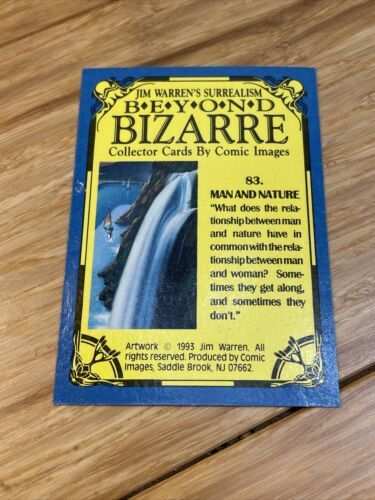 JIM WARREN'S SURREALISM
B•E•Y•O•N•D
BIZARRE
Collector Cards By Comic Images
83.
MAN AND NATURE
“What does the rela-
tionship between man
and nature have in
common with the rela-
tionship between man
and woman? Some-
times they get along,
and sometimes they
don't.”
Artwork © 1993 Jim Warren. All
rights reserved. Produced by Comic
Images, Saddle Brook, NJ 07662.